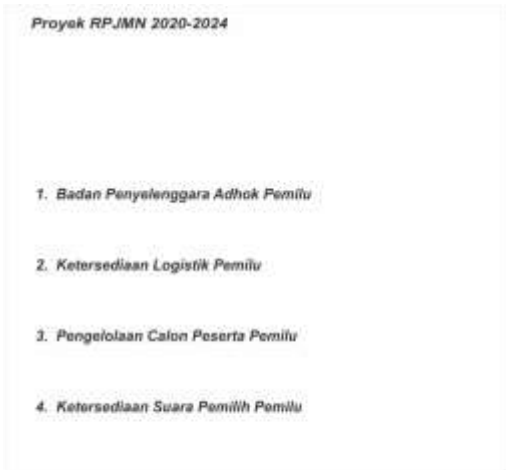 Proyek RPJMN 2020-2024
1. Badan Penyelenggara Adhok Pemilu
2. Ketersediaan Logistik Pemilu
3. Pengelolaan Calon Peserta Pemilu
4. Ketersediaan Suara Pemilih Pemilu